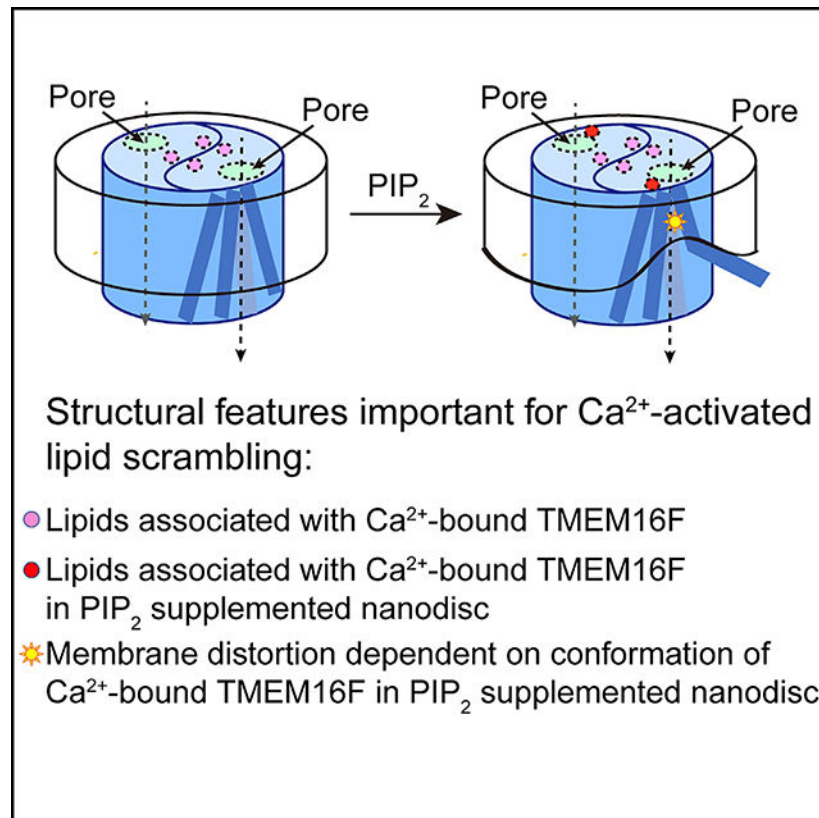 Pore
Pore
PIP₂
Pore
Pore
Structural features important for Ca²⁺-activated
lipid scrambling:
Lipids associated with Ca²⁺-bound TMEM16F
Lipids associated with Ca²⁺-bound TMEM16F
in PIP₂ supplemented nanodisc
Membrane distortion dependent on conformation of
Ca²⁺-bound TMEM16F in PIP₂ supplemented nanodisc